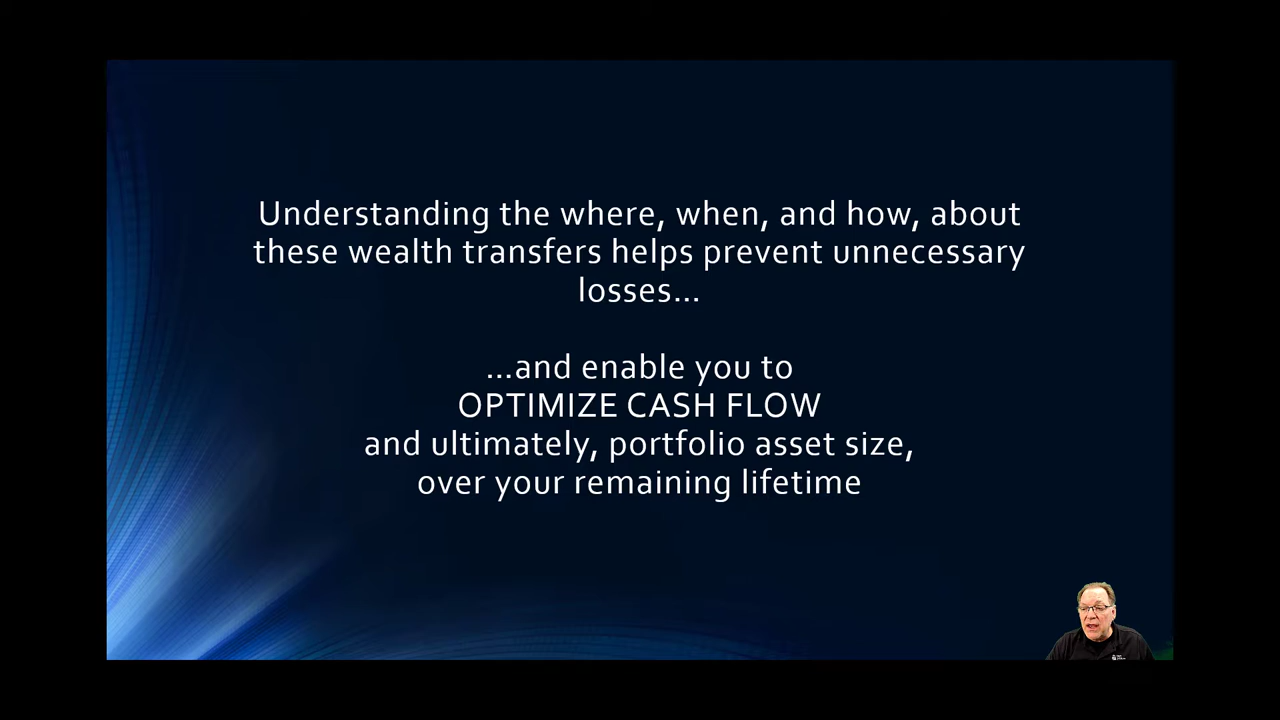 Understanding the where, when, and how, about
these wealth transfers helps prevent unnecessary
losses...
...and enable you to
OPTIMIZE CASH FLOW
and ultimately, portfolio asset size,
over your remaining lifetime